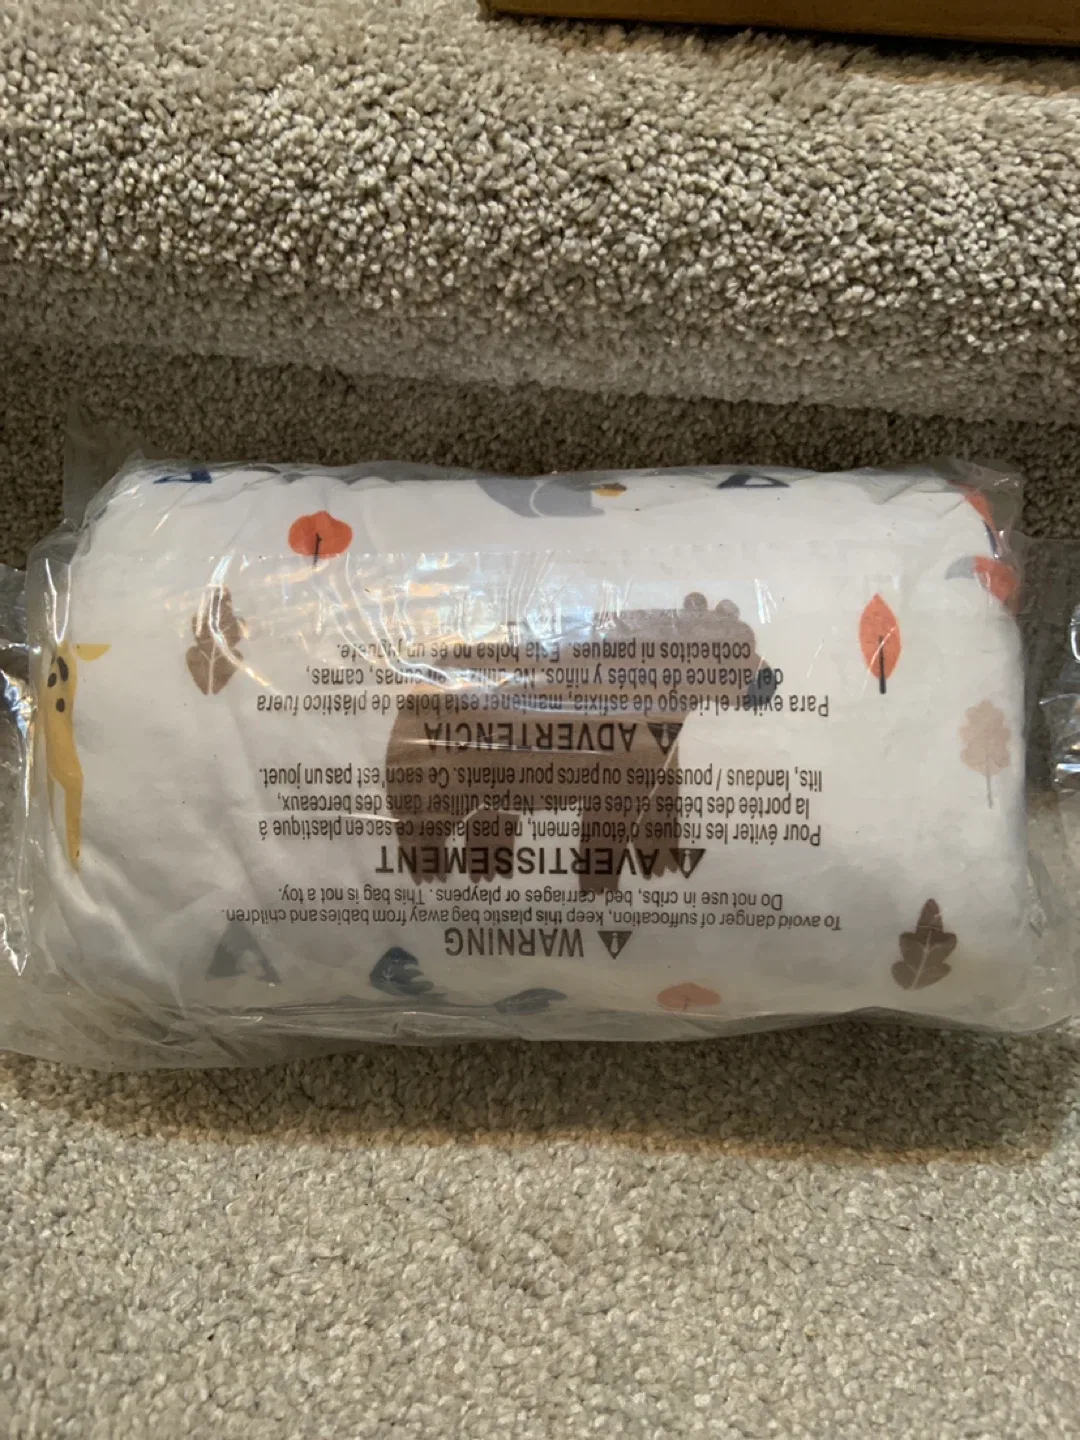 ⚠ WARNING
To avoid danger of suffocation, keep this plastic bag away from babies and children.
Do not use in cribs, bed, carriages or playpens. This bag is not a toy.
⚠ AVERTISSEMENT
Pour éviter les risques d'étouffement, ne pas laisser ce sac en plastique à
la portée des bébés et des enfants. Ne pas utiliser dans des berceaux,
lits, landaus / poussettes ou parcs pour enfants. Ce sac n'est pas un jouet.
⚠ ADVERTENCIA
Para evitar el riesgo de asfixia, mantener esta bolsa de plástico fuera
del alcance de bebés y niños. No utilizar en cunas, camas,
cochecitos ni parques. Esta bolsa no es un juguete.